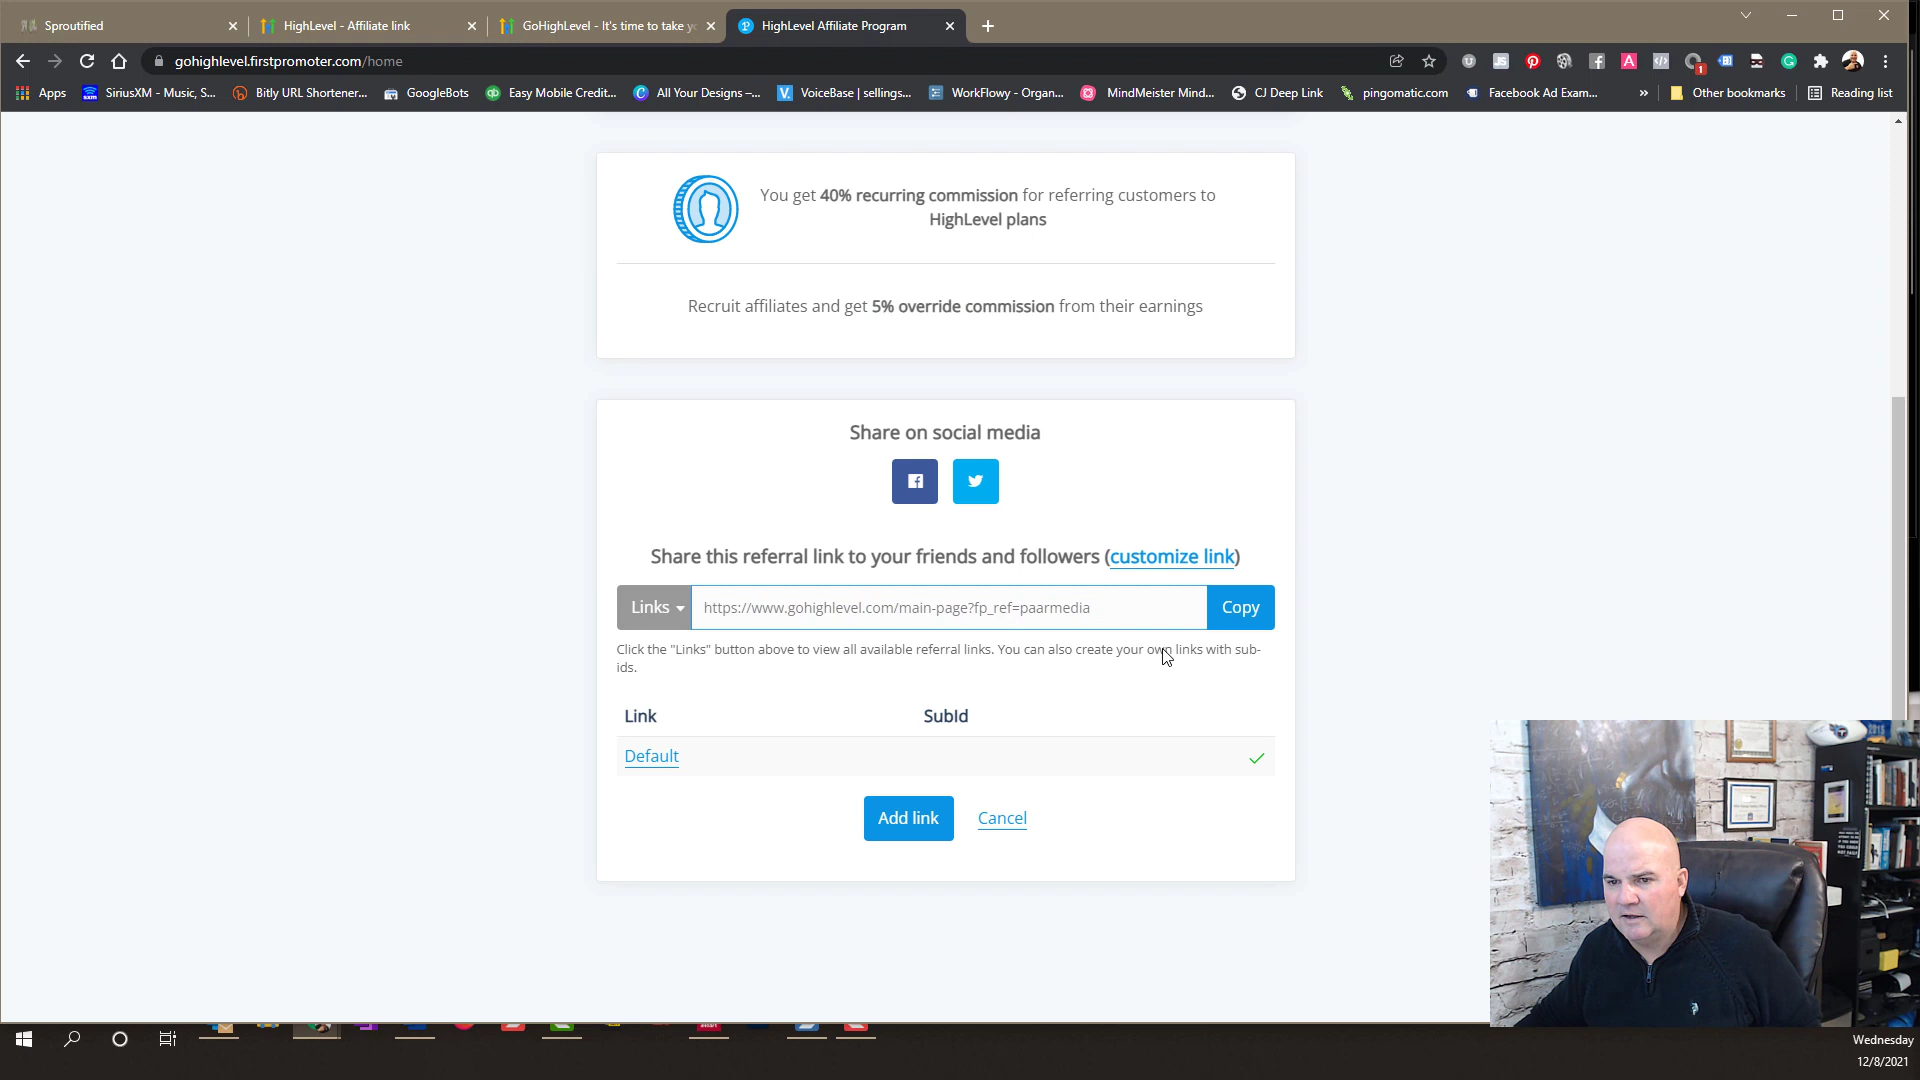 Sproutified
HighLevel - Affiliate link
GoHighLevel - It's time to take yo
HighLevel Affiliate Program
gohighlevel.firstpromoter.com/home
Apps
SiriusXM - Music, S...
Bitly URL Shortener...
GoogleBots
Easy Mobile Credit...
All Your Designs –...
VoiceBase | sellings...
WorkFlowy - Organ...
MindMeister Mind...
CJ Deep Link
pingomatic.com
Facebook Ad Exam...
»
Other bookmarks
Reading list
You get 40% recurring commission for referring customers to
HighLevel plans
Recruit affiliates and get 5% override commission from their earnings
Share on social media
Share this referral link to your friends and followers (customize link)
Links
https://www.gohighlevel.com/main-page?fp_ref=paarmedia
Copy
Click the "Links" button above to view all available referral links. You can also create your own links with sub-
ids.
Link
SubId
Default
Add link
Cancel
Wednesday
12/8/2021